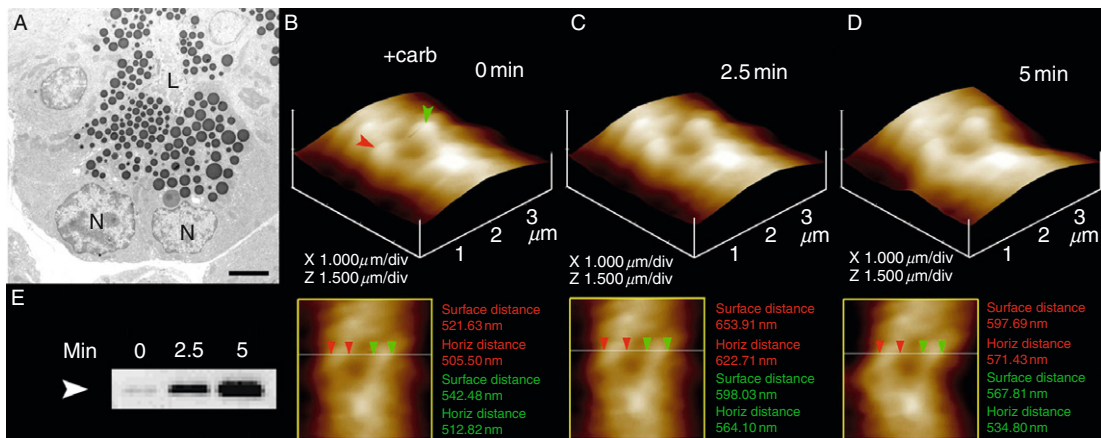 A
L
N
N
B
+carb
0 min
1
2
3
μm
X 1.000 μm/div
Z 1.500 μm/div
C
2.5 min
1
2
3
μm
X 1.000 μm/div
Z 1.500 μm/div
D
5 min
1
2
3
μm
X 1.000 μm/div
Z 1.500 μm/div
E
Min 0 2.5 5
Surface distance
521.63 nm
Horiz distance
505.50 nm
Surface distance
542.48 nm
Horiz distance
512.82 nm
Surface distance
653.91 nm
Horiz distance
622.71 nm
Surface distance
598.03 nm
Horiz distance
564.10 nm
Surface distance
597.69 nm
Horiz distance
571.43 nm
Surface distance
567.81 nm
Horiz distance
534.80 nm